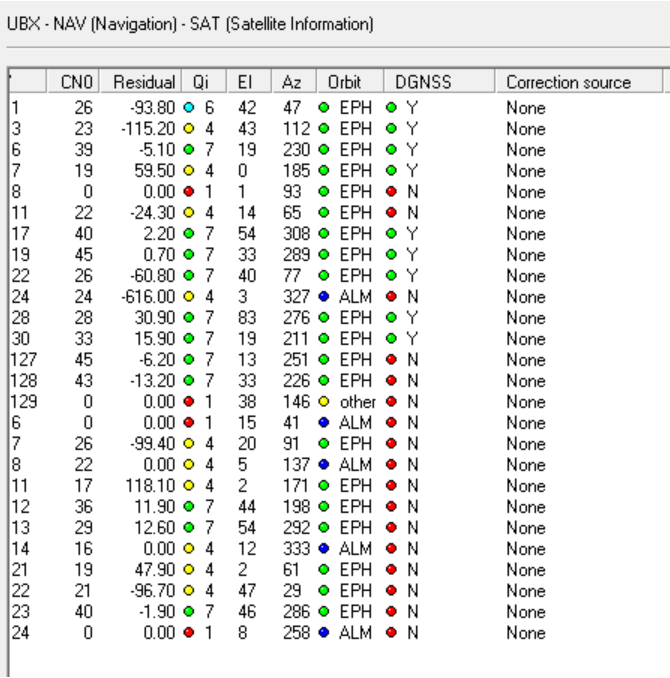 UBX - NAV (Navigation) - SAT (Satellite Information)
CN0 Residual Qi El Az Orbit DGNSS Correction source
1 26 -93.80 6 42 47 EPH Y None
3 23 -115.20 4 43 112 EPH Y None
6 39 -5.10 7 19 230 EPH Y None
7 19 59.50 4 0 185 EPH Y None
8 0 0.00 1 1 93 EPH N None
11 22 -24.30 4 14 65 EPH N None
17 40 2.20 7 54 308 EPH Y None
19 45 0.70 7 33 289 EPH Y None
22 26 -60.80 7 40 77 EPH Y None
24 24 -616.00 4 3 327 ALM N None
28 28 30.90 7 83 276 EPH Y None
30 33 15.90 7 19 211 EPH Y None
127 45 -6.20 7 13 251 EPH N None
128 43 -13.20 7 33 226 EPH N None
129 0 0.00 1 38 146 other N None
6 0 0.00 1 15 41 ALM N None
7 26 -99.40 4 20 91 EPH N None
8 22 0.00 4 5 137 ALM N None
11 17 118.10 4 2 171 EPH N None
12 36 11.90 7 44 198 EPH N None
13 29 12.60 7 54 292 EPH N None
14 16 0.00 4 12 333 ALM N None
21 19 47.90 4 2 61 EPH N None
22 21 -96.70 4 47 29 EPH N None
23 40 -1.90 7 46 286 EPH N None
24 0 0.00 1 8 258 ALM N None